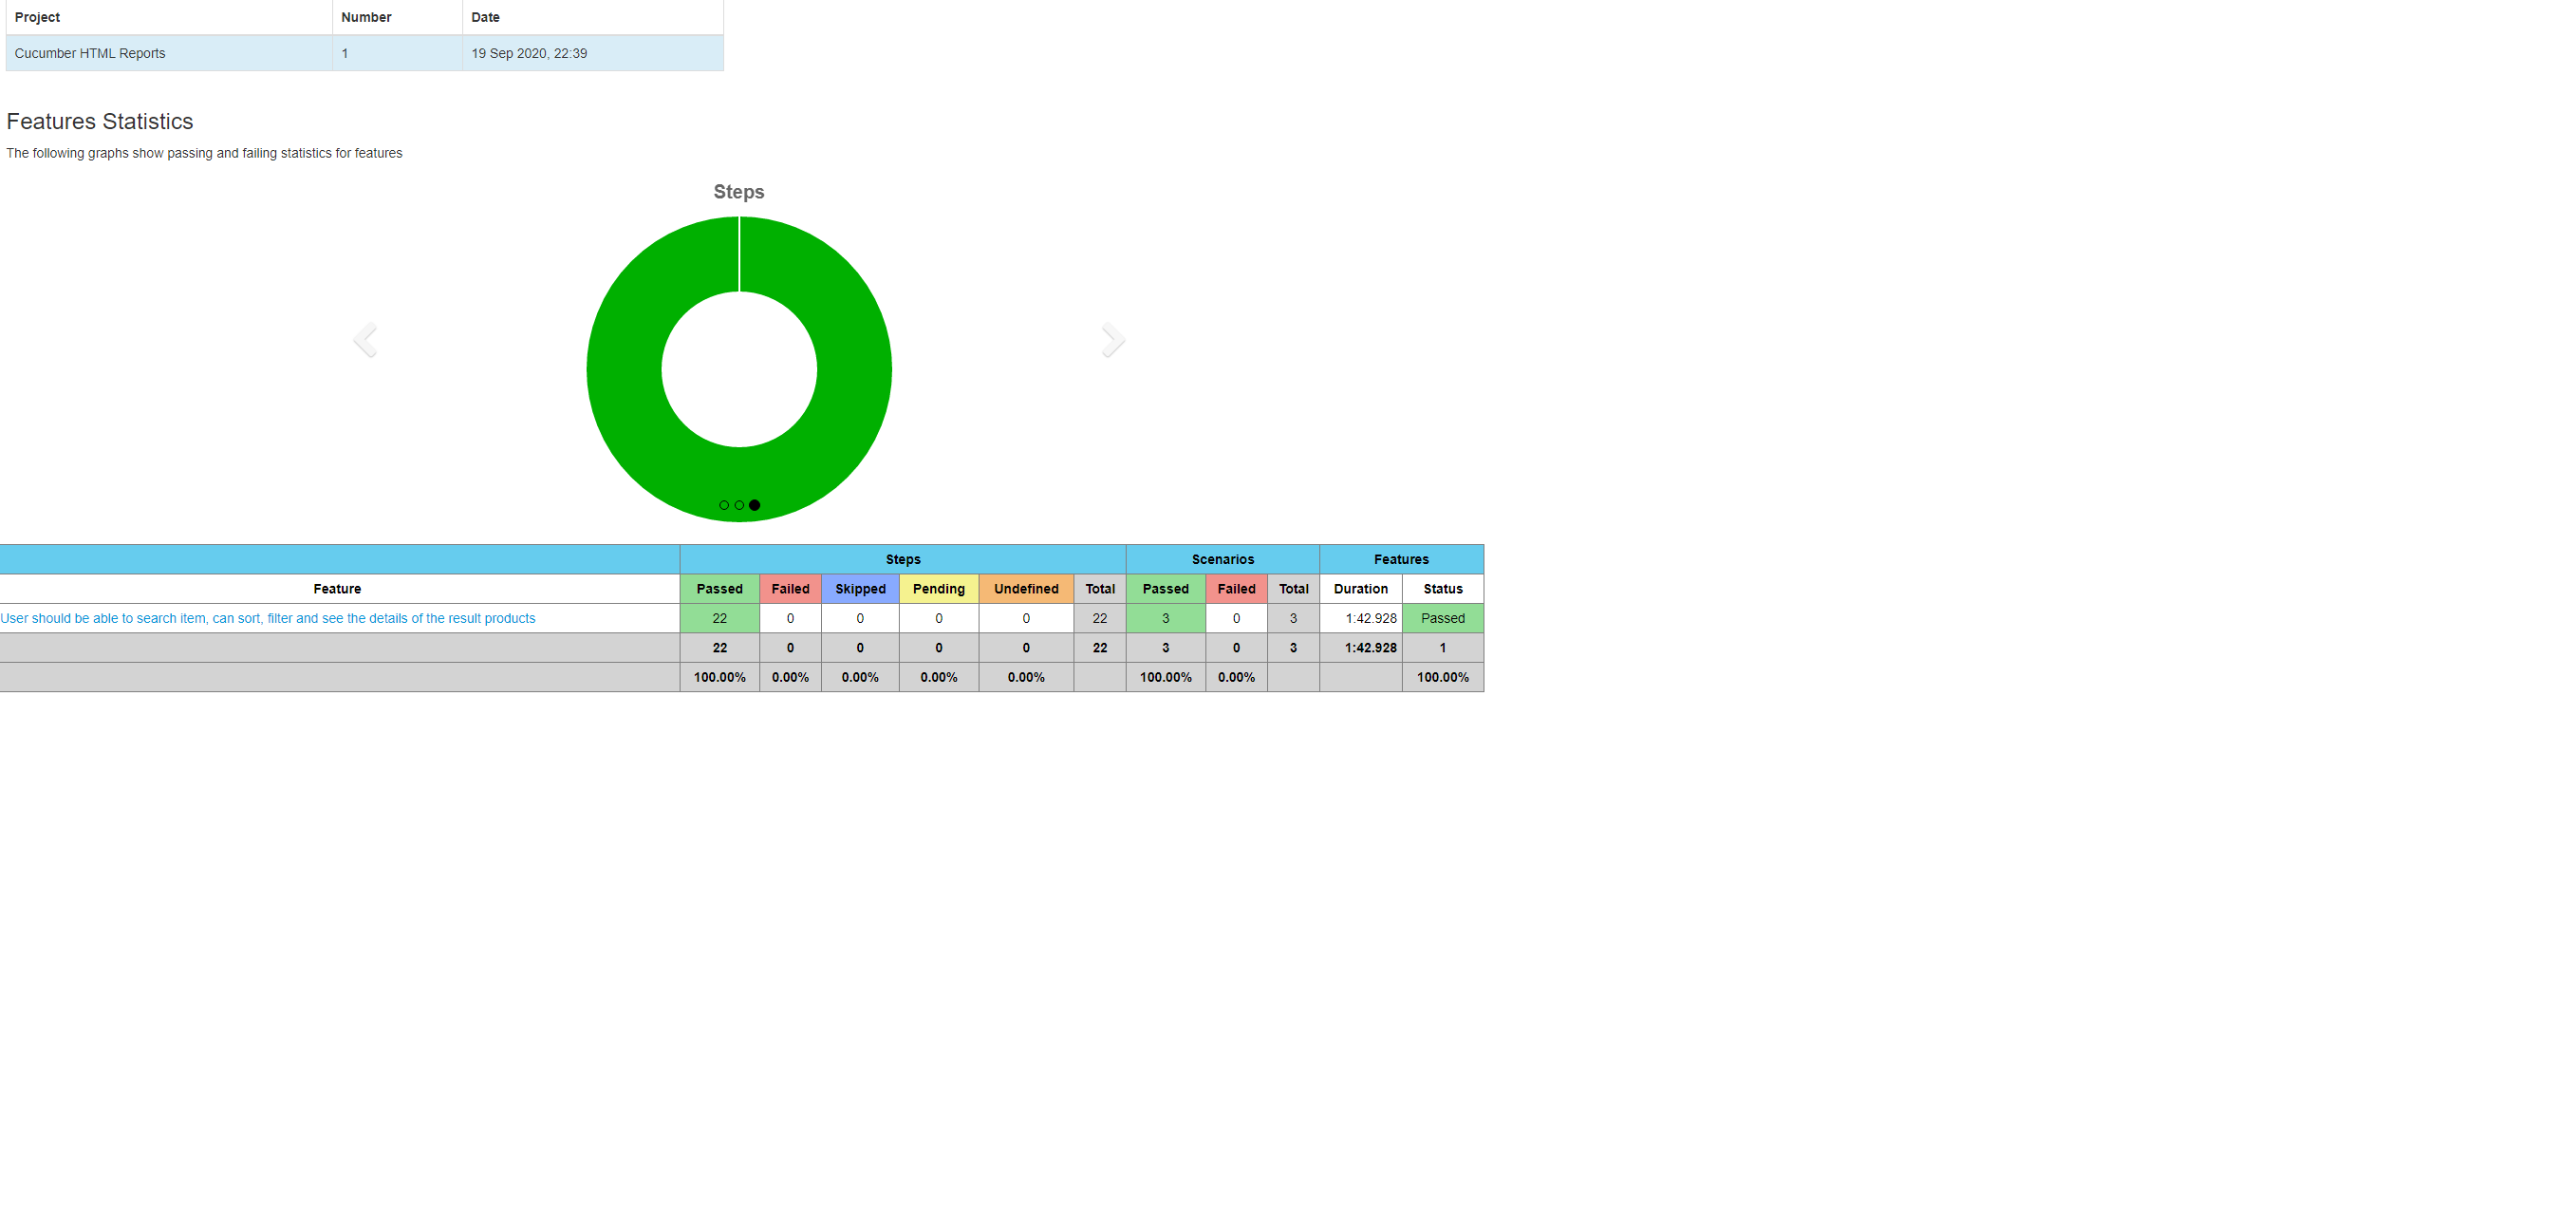 Project Number Date
Cucumber HTML Reports 1 19 Sep 2020, 22:39
Features Statistics
The following graphs show passing and failing statistics for features
Steps
Steps Scenarios Features
Feature Passed Failed Skipped Pending Undefined Total Passed Failed Total Duration Status
User should be able to search item, can sort, filter and see the details of the result products 22 0 0 0 0 22 3 0 3 1:42.928 Passed
22 0 0 0 0 22 3 0 3 1:42.928 1
100.00% 0.00% 0.00% 0.00% 0.00% 100.00% 0.00% 100.00%